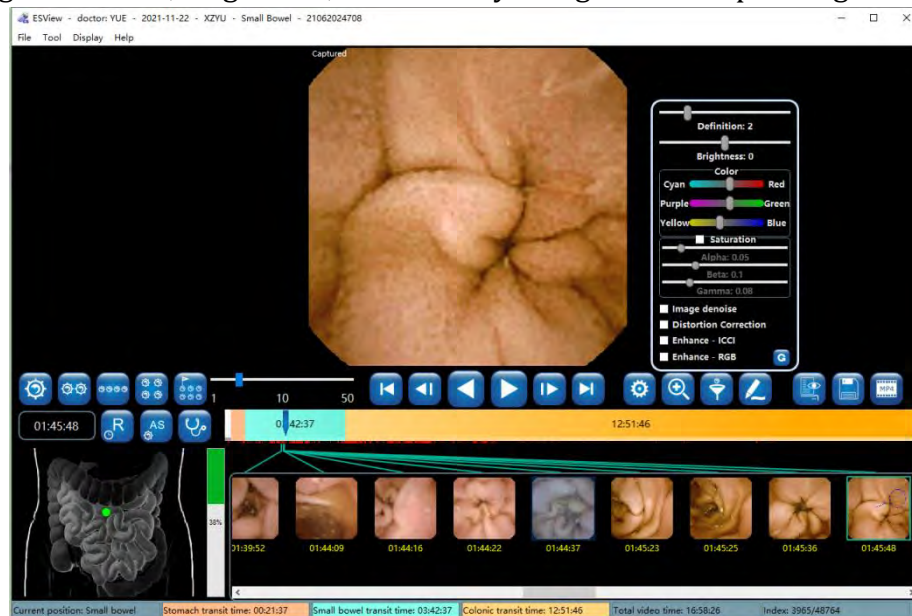 ESView - doctor: YUE - 2021-11-22 - XZYU - Small Bowel - 21062024708
File Tool Display Help
Captured
Definition: 2
Brightness: 0
Color
Cyan Red
Purple Green
Yellow Blue
Saturation
Alpha: 0.05
Beta: 0.1
Gamma: 0.08
Image denoise
Distortion Correction
Enhance - ICCI
Enhance - RGB
G
1 10 50
MP4
01:45:48
R
AS
42:37
12:51:46
38%
01:39:52 01:44:09 01:44:16 01:44:22 01:44:37 01:45:23 01:45:25 01:45:36 01:45:48
Current position: Small bowel Stomach transit time: 00:21:37 Small bowel transit time: 03:42:37 Colonic transit time: 12:51:46 Total video time: 16:58:26 Index: 3965/48764